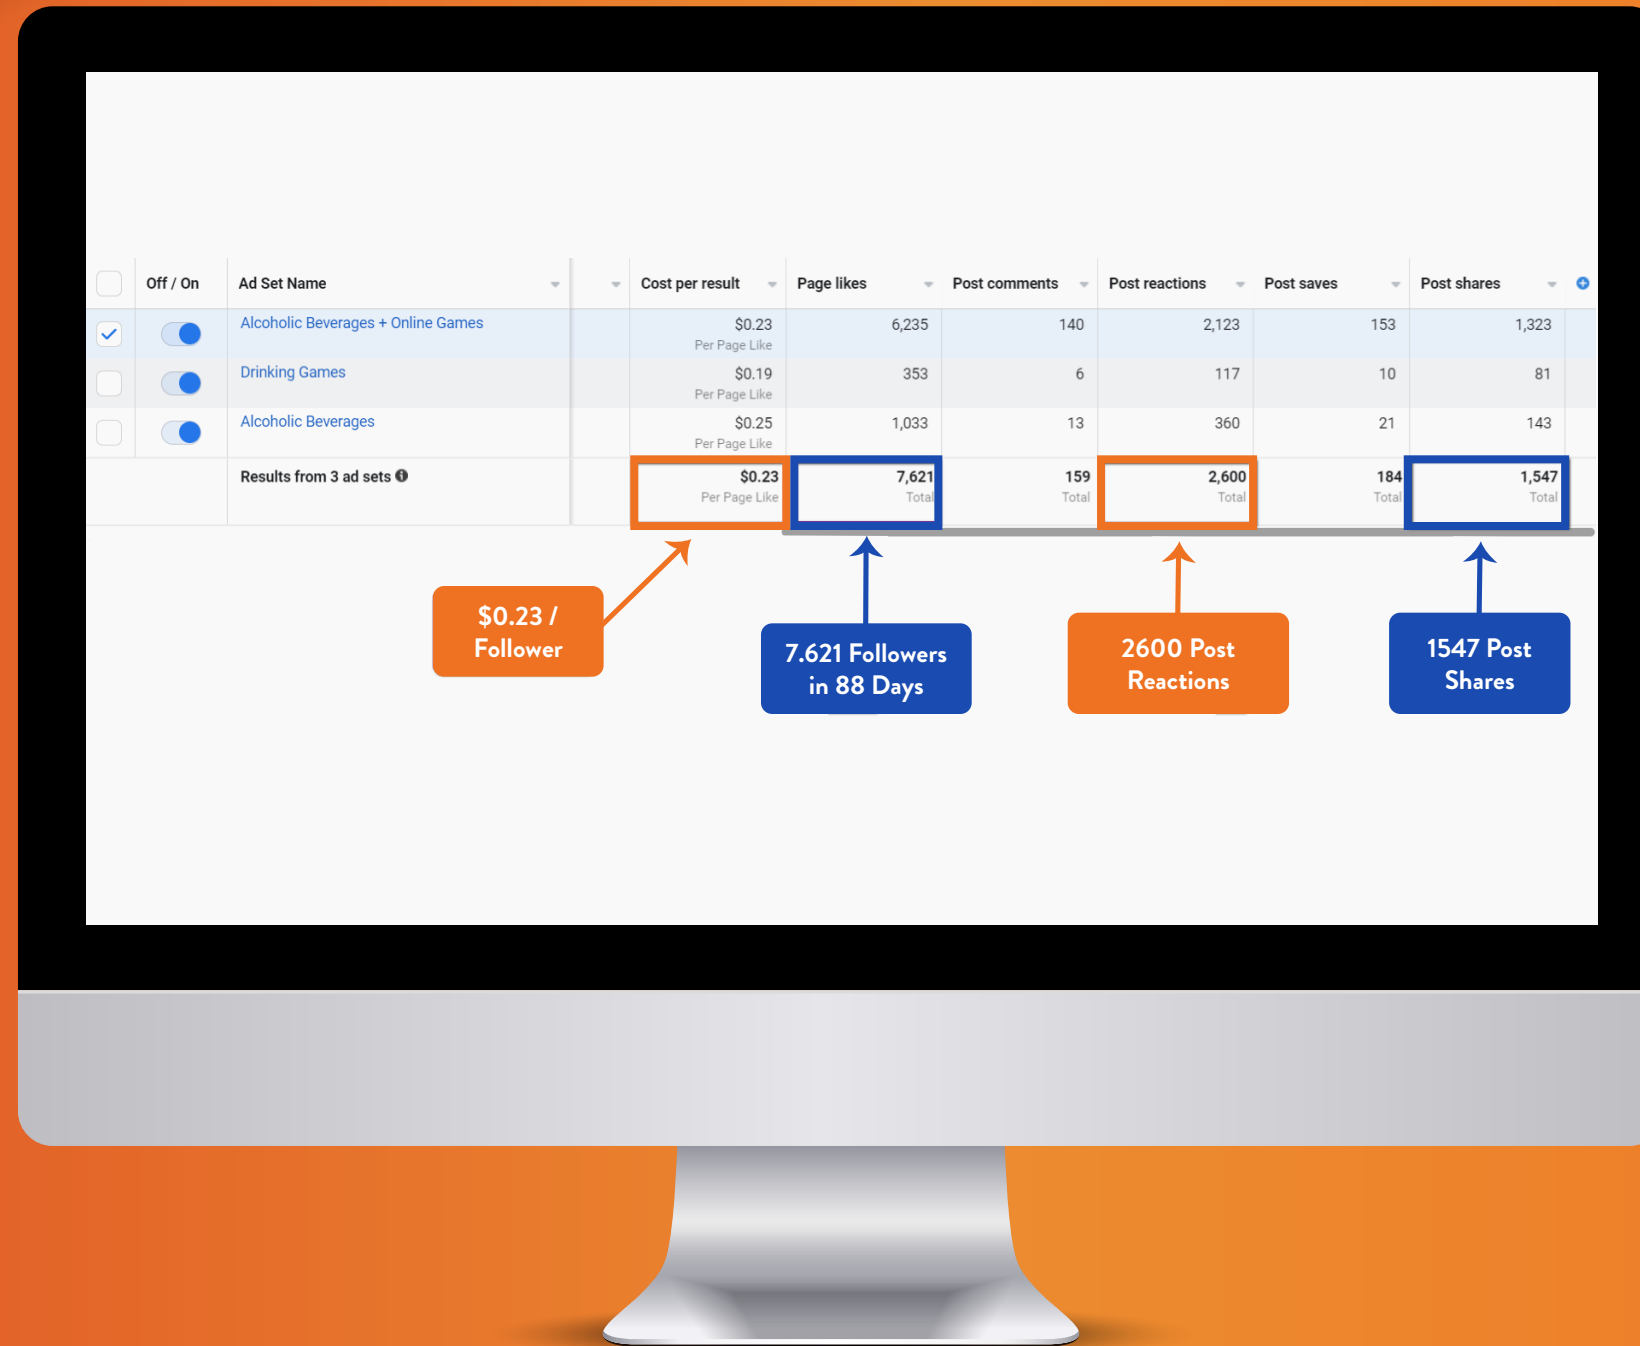 Off / On Ad Set Name Cost per result Page likes Post comments Post reactions Post saves Post shares
Alcoholic Beverages + Online Games $0.23 6,235 140 2,123 153 1,323
Per Page Like
Drinking Games $0.19 353 6 117 10 81
Per Page Like
Alcoholic Beverages $0.25 1,033 13 360 21 143
Per Page Like
Results from 3 ad sets $0.23 7,621 159 2,600 184 1,547
Per Page Like Total Total Total Total Total
$0.23 /
Follower
7.621 Followers
in 88 Days
2600 Post
Reactions
1547 Post
Shares